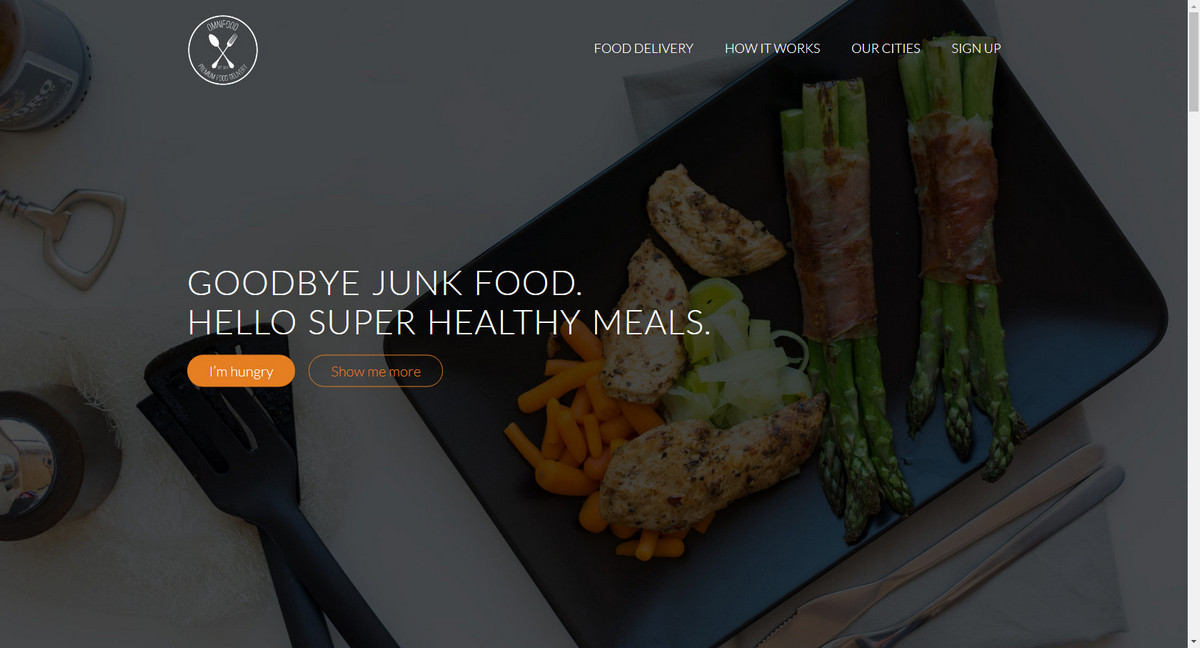 OMNIFOOD
PREMIUM FOOD DELIVERY
FOOD DELIVERY
HOW IT WORKS
OUR CITIES
SIGN UP
GOODBYE JUNK FOOD.
HELLO SUPER HEALTHY MEALS.
I'm hungry
Show me more